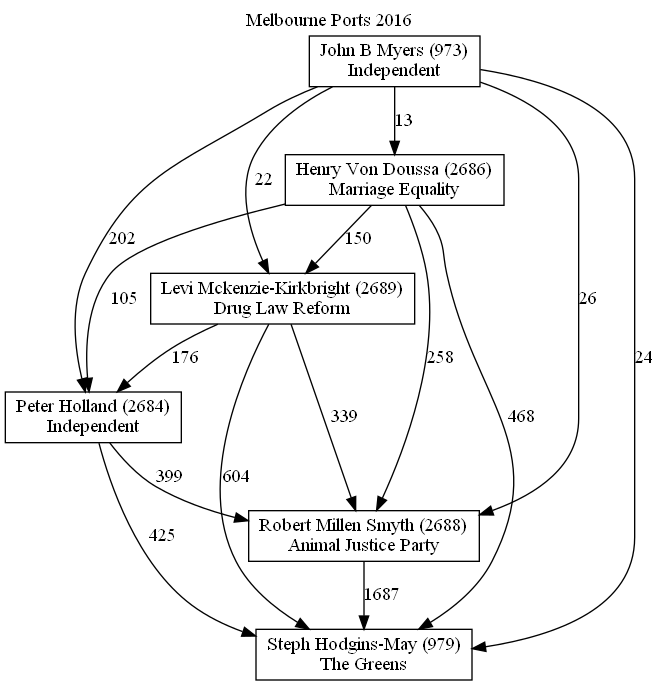 Melbourne Ports 2016
John B Myers (973)
Independent
13
Henry Von Doussa (2686)
Marriage Equality
22
202
150
105
26
24
Levi Mckenzie-Kirkbright (2689)
Drug Law Reform
176
258
Peter Holland (2684)
Independent
339
468
399
604
425
Robert Millen Smyth (2688)
Animal Justice Party
1687
Steph Hodgins-May (979)
The Greens